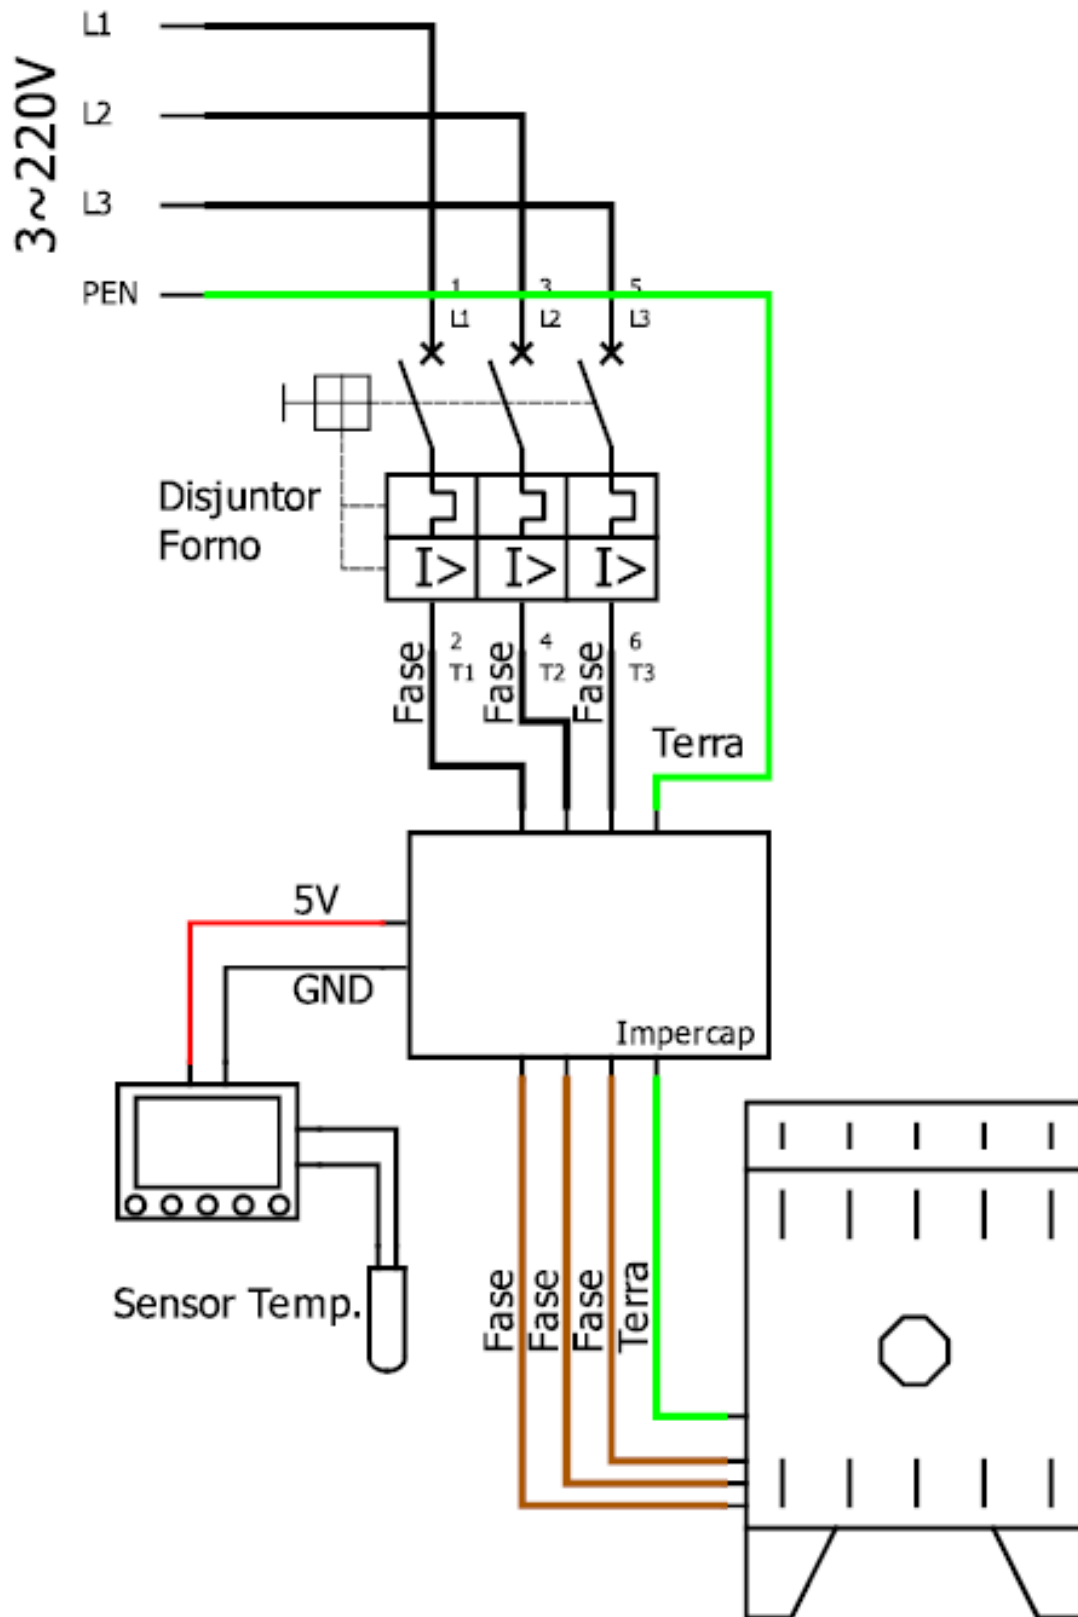 3~220V
L1
L2
L3
PEN
1
3
5
L1
L2
L3
Disjuntor
Forno
I>
I>
I>
Fase
2
T1
Fase
4
T2
Fase
6
T3
Terra
5V
GND
Impercap
Sensor Temp.
Fase
Fase
Fase
Terra